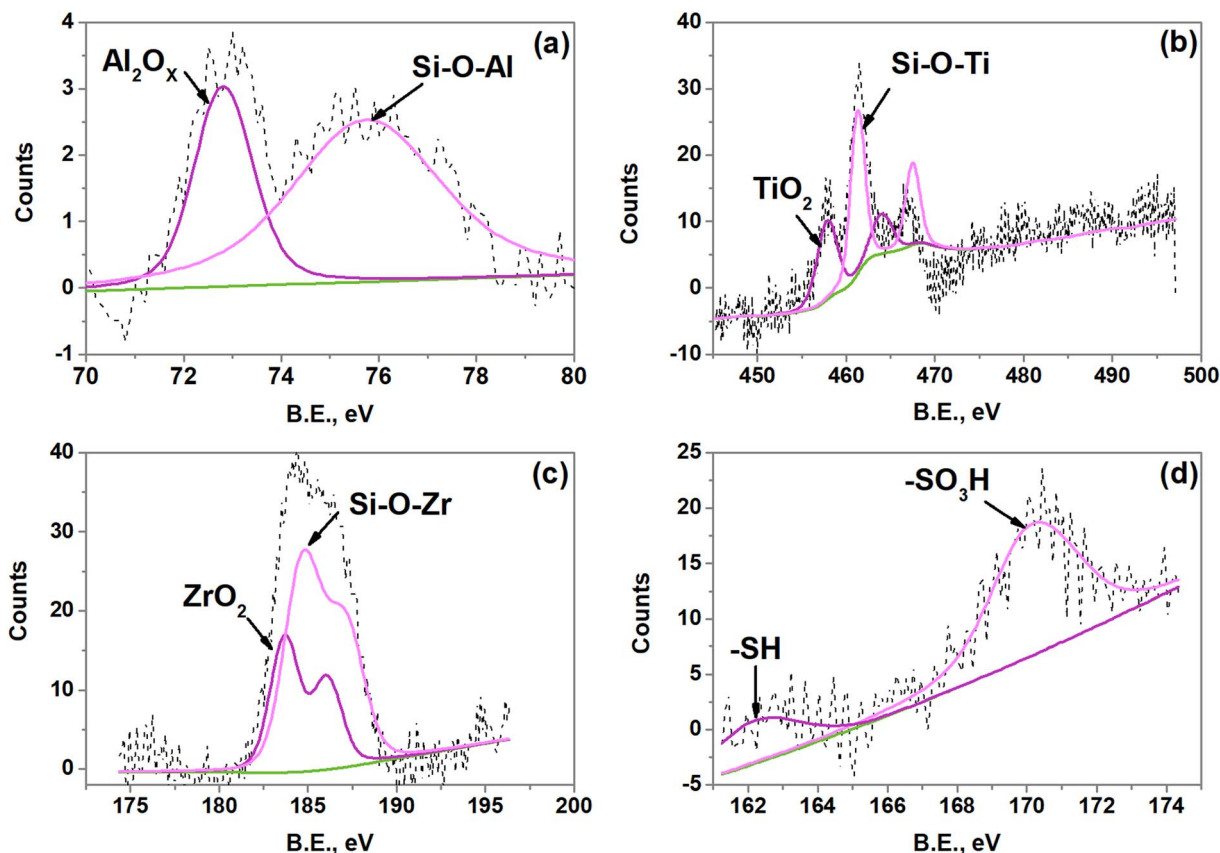 (a)
Al₂Oₓ
Si-O-Al
Counts
4
3
2
1
0
-1
70 72 74 76 78 80
B.E., eV
(b)
Si-O-Ti
TiO₂
Counts
40
30
20
10
0
-10
450 460 470 480 490 500
B.E., eV
(c)
Si-O-Zr
ZrO₂
Counts
40
30
20
10
0
175 180 185 190 195 200
B.E., eV
(d)
-SO₃H
-SH
Counts
25
20
15
10
5
0
-5
162 164 166 168 170 172 174
B.E., eV